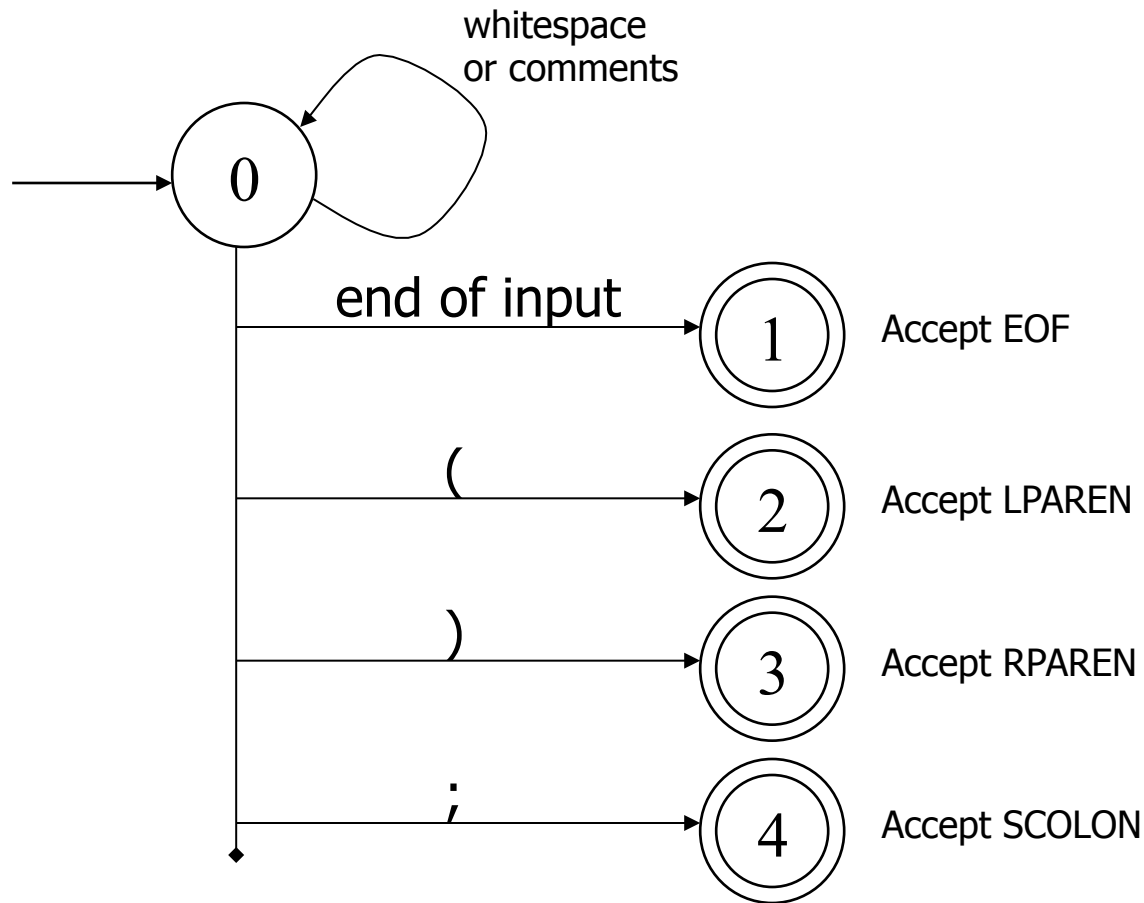 whitespace
or comments
0
end of input
1
Accept EOF
(
2
Accept LPAREN
)
3
Accept RPAREN
;
4
Accept SCOLON